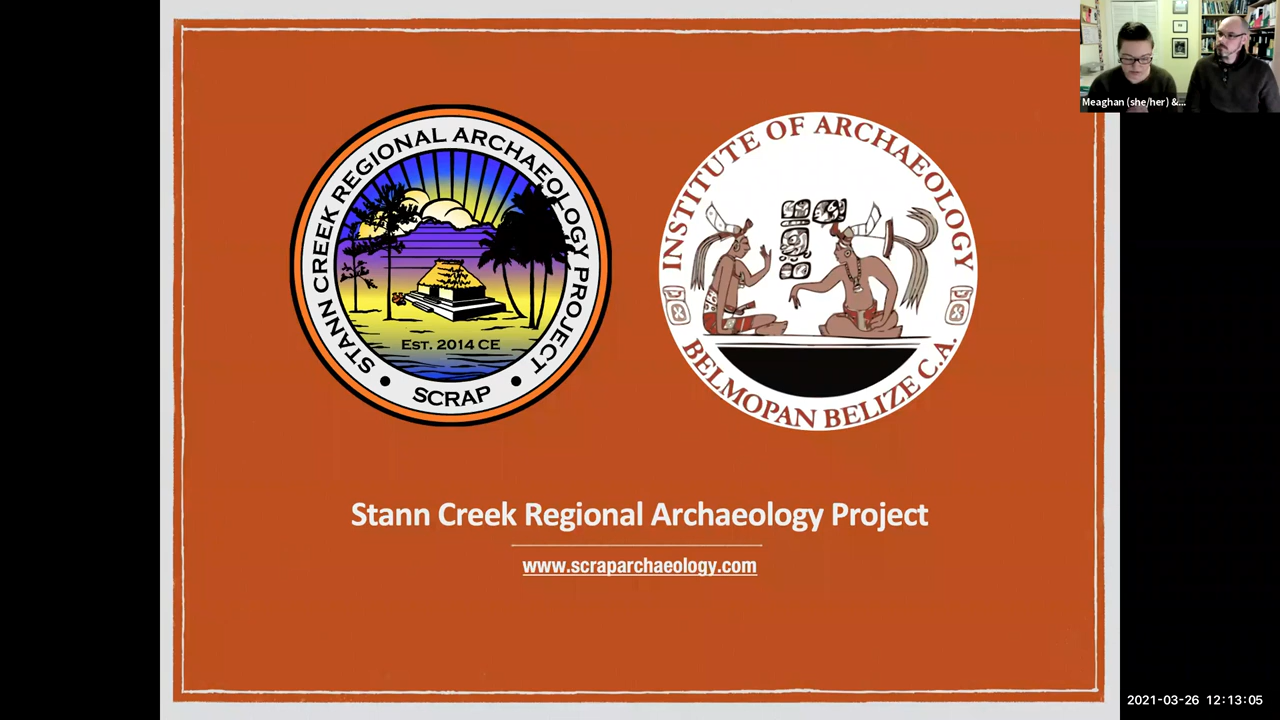 STANN CREEK REGIONAL ARCHAEOLOGY PROJECT
EST. 2014 CE
• SCRAP •
INSTITUTE OF ARCHAEOLOGY
BELMOPAN BELIZE C.A.
Stann Creek Regional Archaeology Project
www.scraparchaeology.com
Meaghan (she/her) &...
2021-03-26 12:13:05